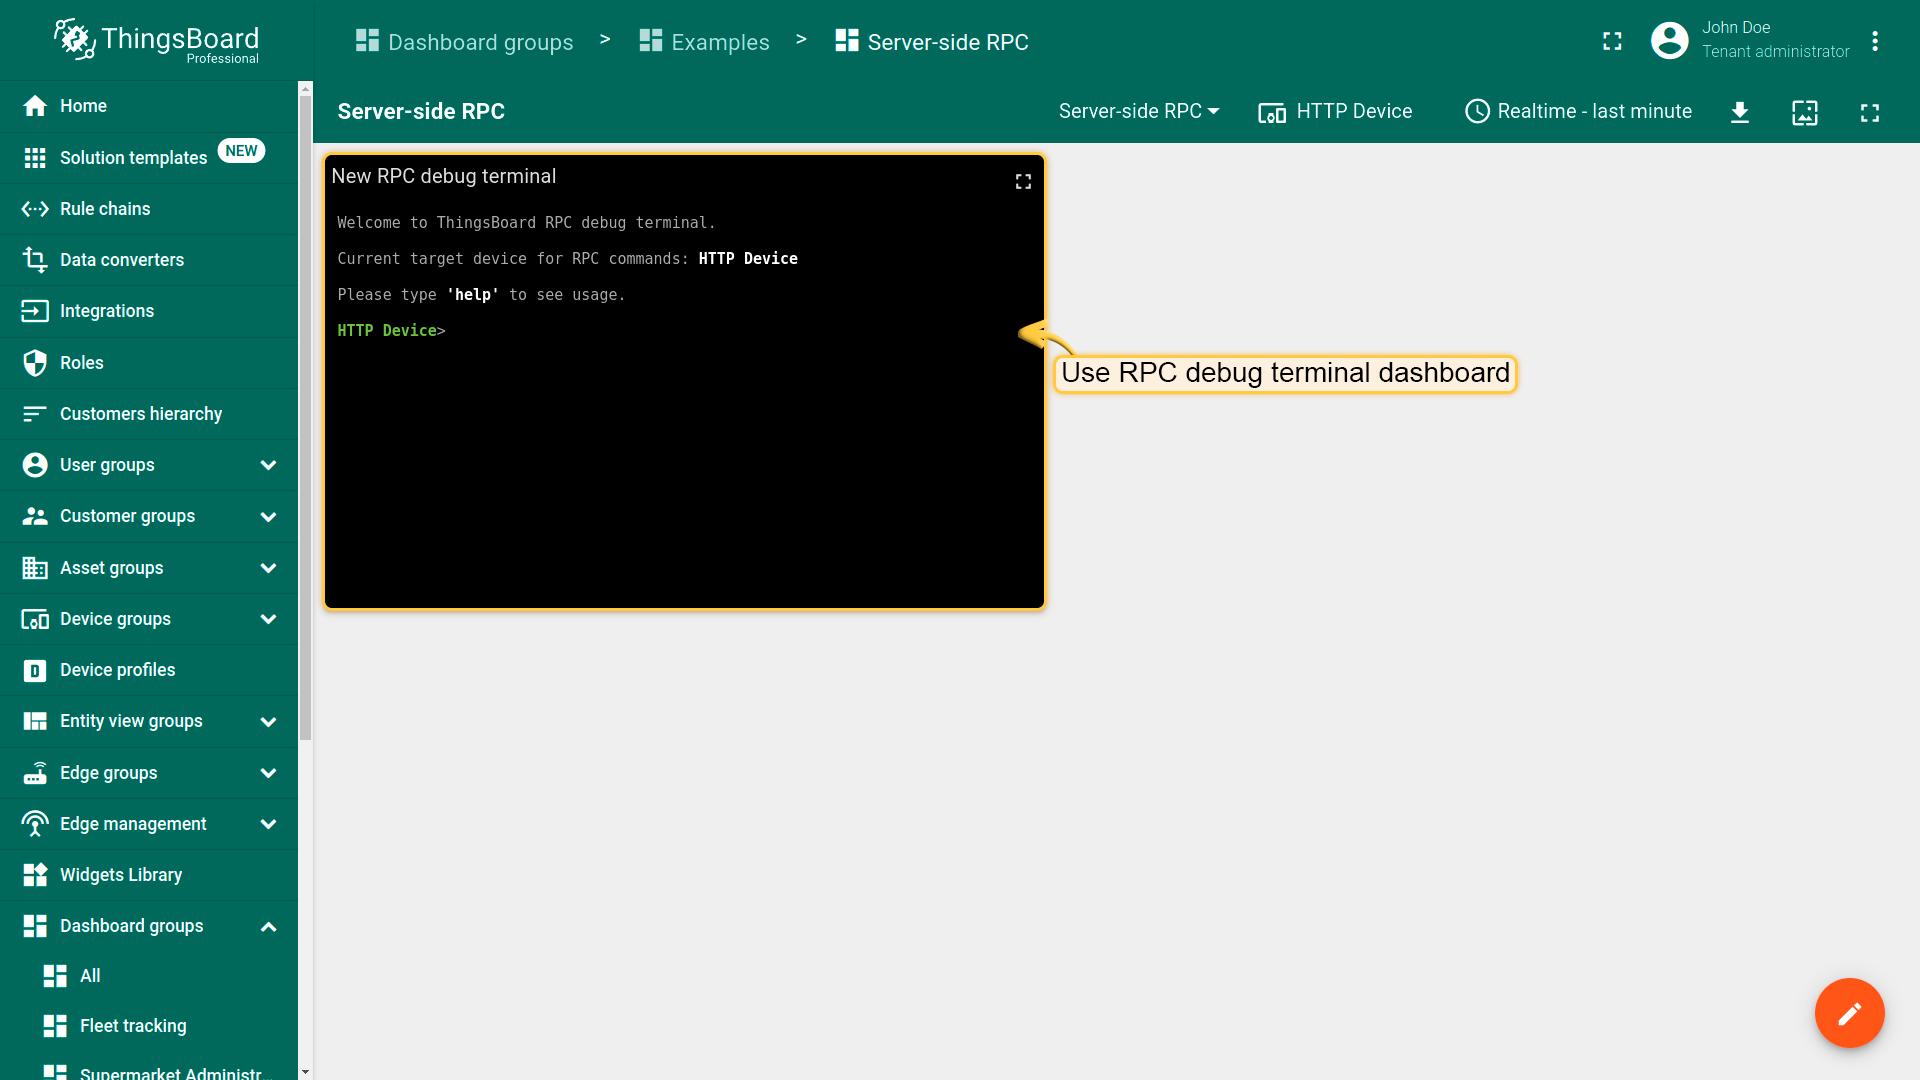 ThingsBoard
Professional
Dashboard groups > Examples > Server-side RPC
John Doe
Tenant administrator
Server-side RPC
Server-side RPC
HTTP Device
Realtime - last minute
Home
Solution templates NEW
Rule chains
Data converters
Integrations
Roles
Customers hierarchy
User groups
Customer groups
Asset groups
Device groups
Device profiles
Entity view groups
Edge groups
Edge management
Widgets Library
Dashboard groups
All
Fleet tracking
Supermarket Administr...
New RPC debug terminal
Welcome to ThingsBoard RPC debug terminal.
Current target device for RPC commands: HTTP Device
Please type 'help' to see usage.
HTTP Device>
Use RPC debug terminal dashboard